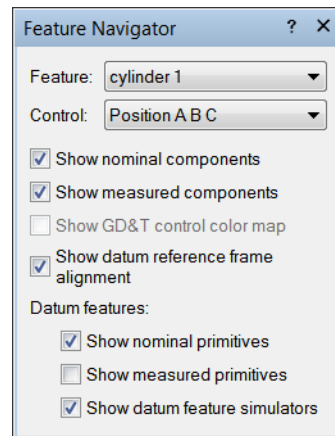 Feature Navigator ? ×
Feature: cylinder 1
Control: Position A B C
Show nominal components
Show measured components
Show GD&T control color map
Show datum reference frame
alignment
Datum features:
Show nominal primitives
Show measured primitives
Show datum feature simulators